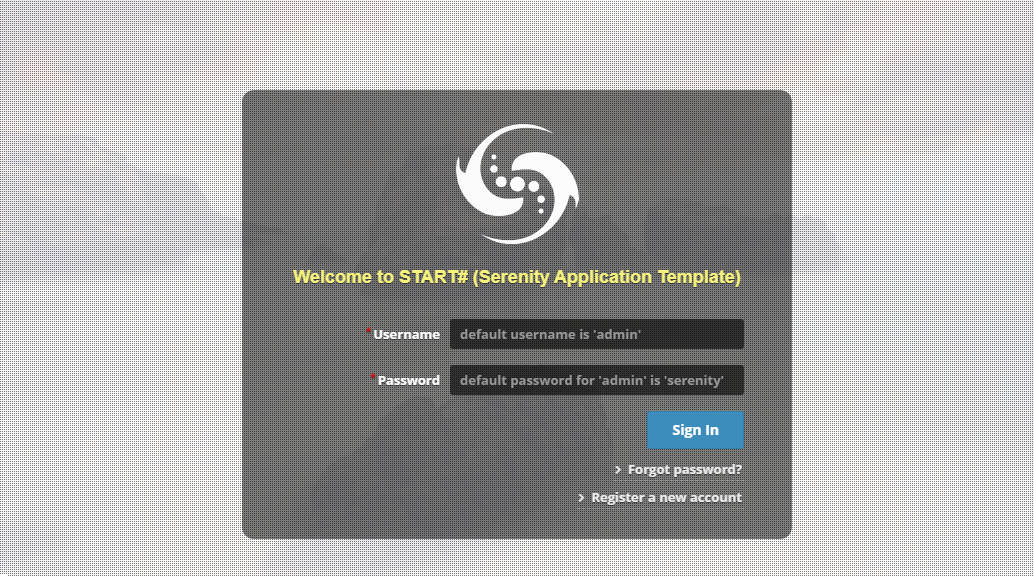 Welcome to START# (Serenity Application Template)
*Username default username is 'admin'
*Password default password for 'admin' is 'serenity'
Sign In
Forgot password?
Register a new account